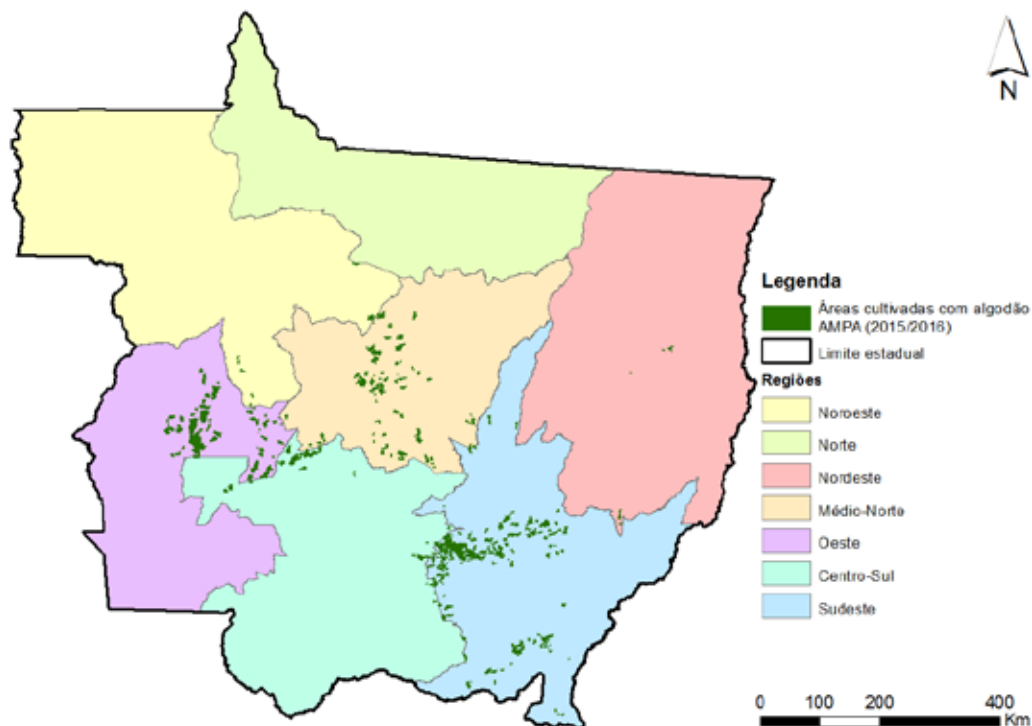 N
Legenda
Áreas cultivadas com algodão
AMPA (2015/2016)
Limite estadual
Regiões
Noroeste
Norte
Nordeste
Médio-Norte
Oeste
Centro-Sul
Sudeste
0 100 200 400
Km